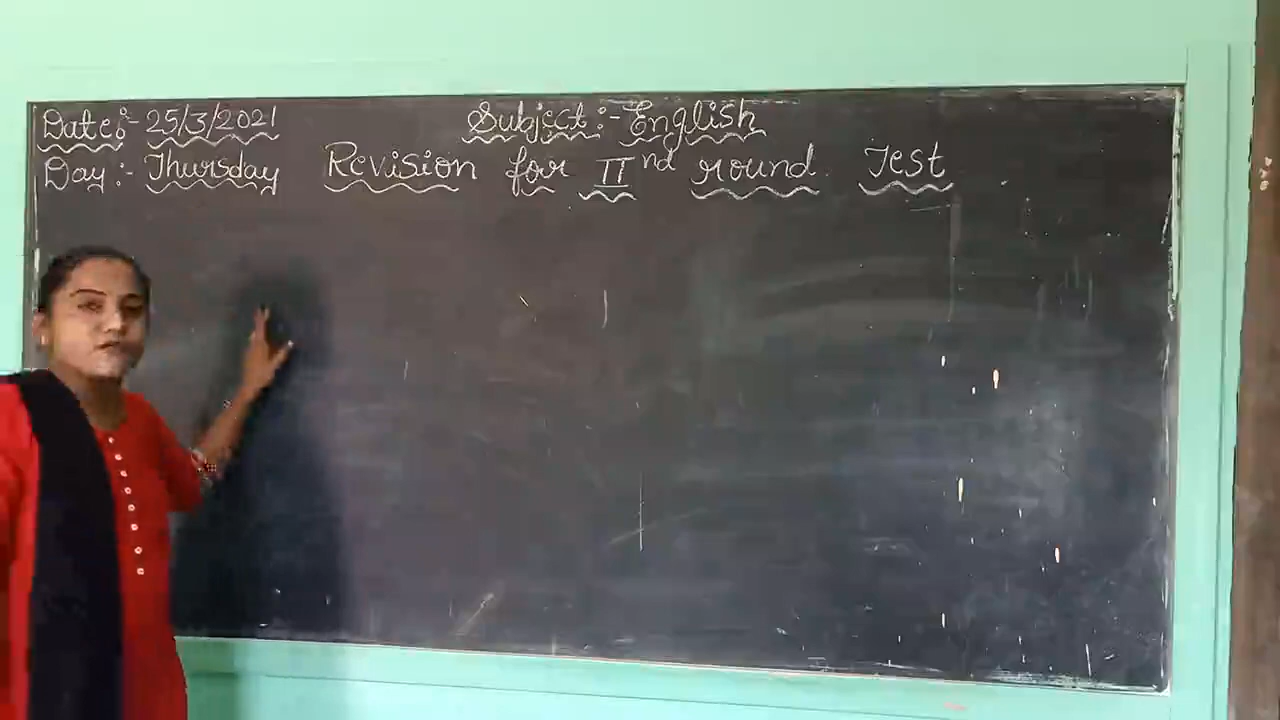 Date:- 25/3/2021 Subject:- English
Day:- Thursday Revision for IInd round Test